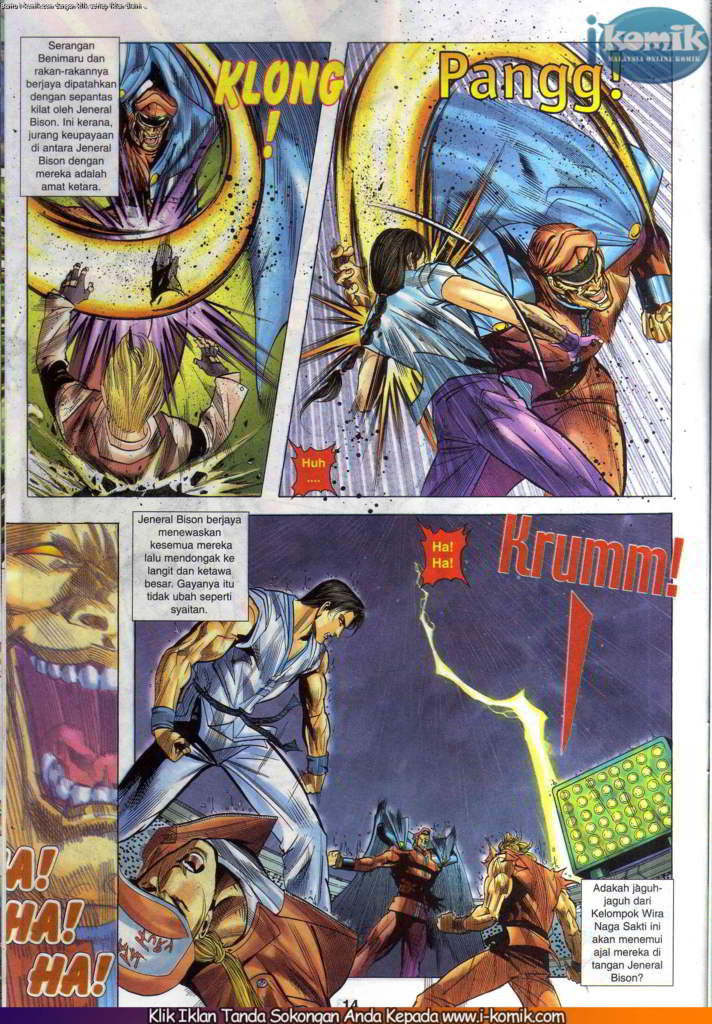 ikomik
MALAYSIA ONLINE KOMIK
Serangan
Benimaru dan
rakan-rakannya
berjaya dipatahkan
dengan sepantas
kilat oleh Jeneral
Bison. Ini kerana,
jurang keupayaan
di antara Jeneral
Bison dengan
mereka adalah
amat ketara.
KLONG
!
Pangg!
Huh
....
Jeneral Bison berjaya
menewaskan
kesemua mereka
lalu mendongak ke
langit dan ketawa
besar. Gayanya itu
tidak ubah seperti
syaitan.
Ha!
Ha!
Krumm!
A!
HA!
HA!
Adakah jaguh-
jaguh dari
Kelompok Wira
Naga Sakti ini
akan menemui
ajal mereka di
tangan Jeneral
Bison?
14
Klik Iklan Tanda Sokongan Anda Kepada www.i-komik.com